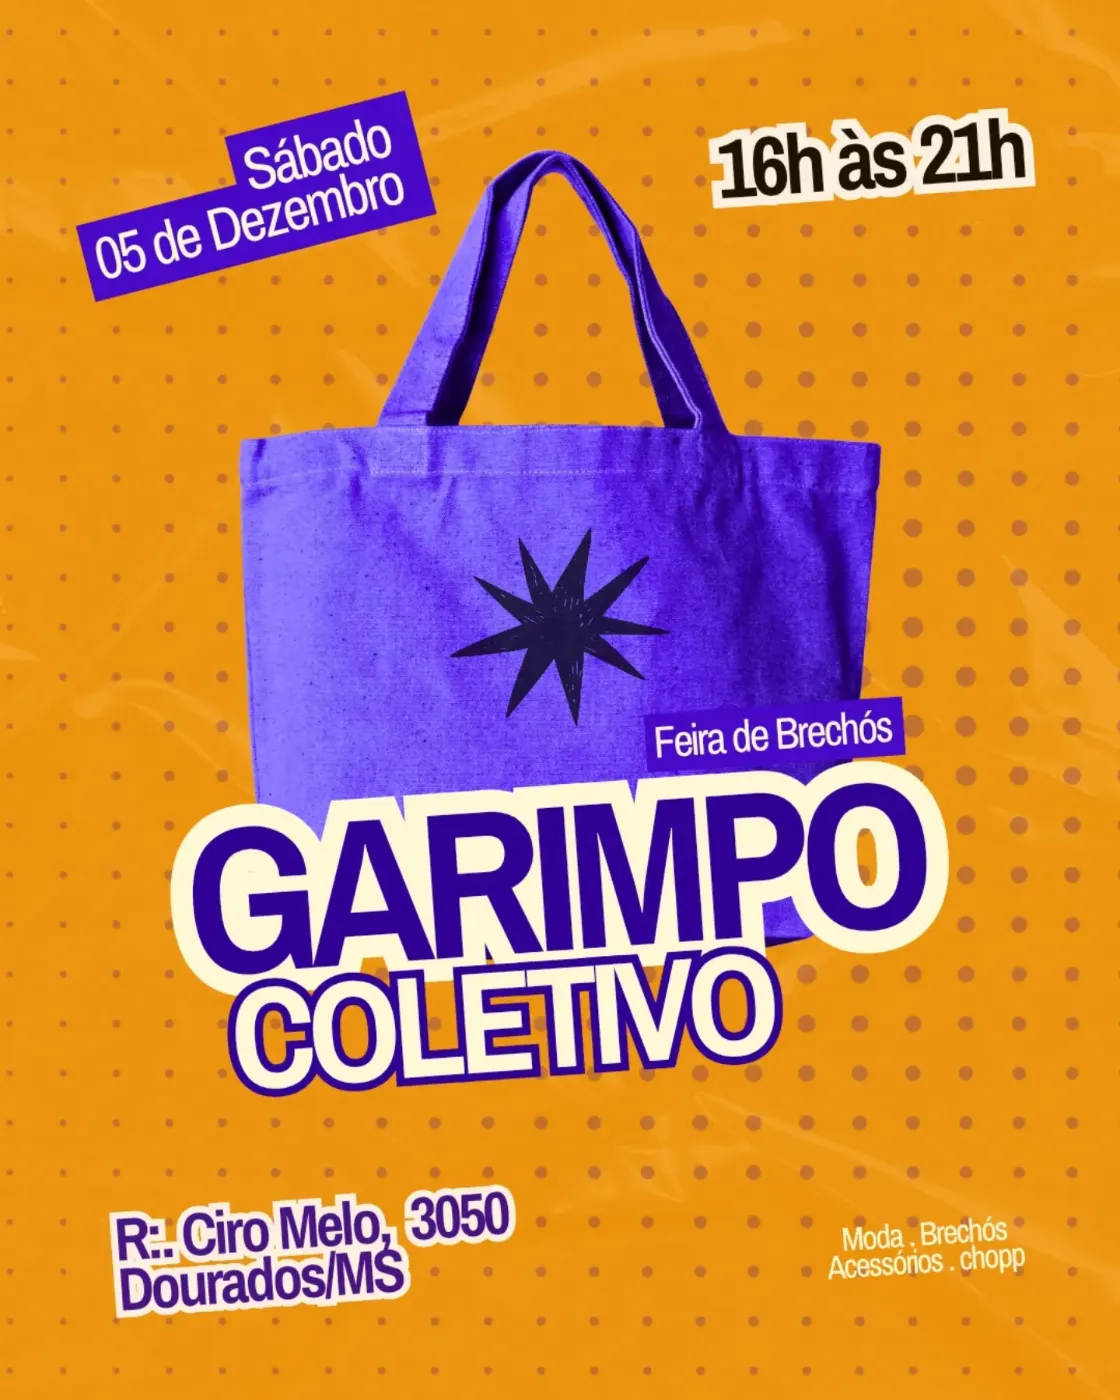 Sábado
05 de Dezembro
16h às 21h
Feira de Brechós
GARIMPO
COLETIVO
R:. Ciro Melo, 3050
Dourados/MS
Moda . Brechós
Acessórios . chopp